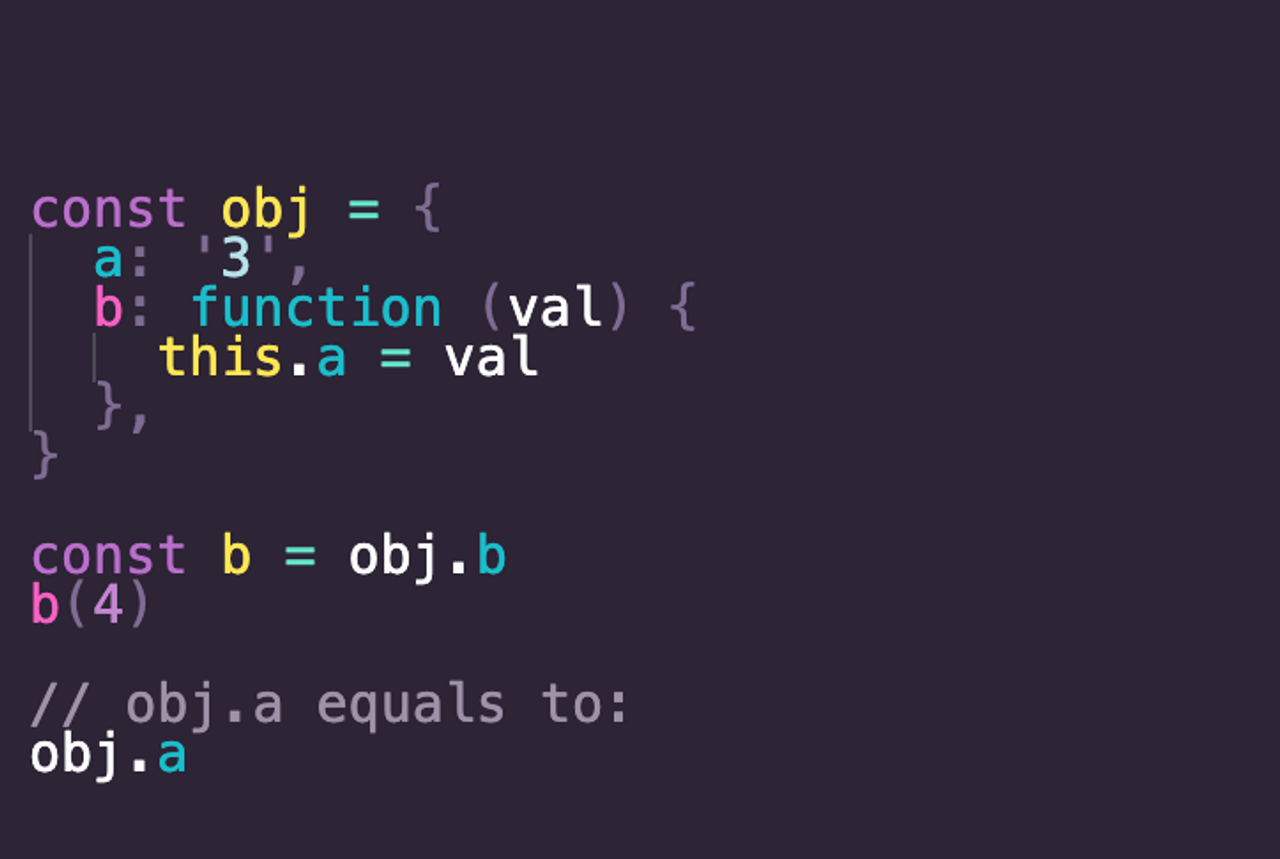 const obj = {
  a: '3',
  b: function (val) {
    this.a = val
  },
}
const b = obj.b
b(4)
// obj.a equals to:
obj.a